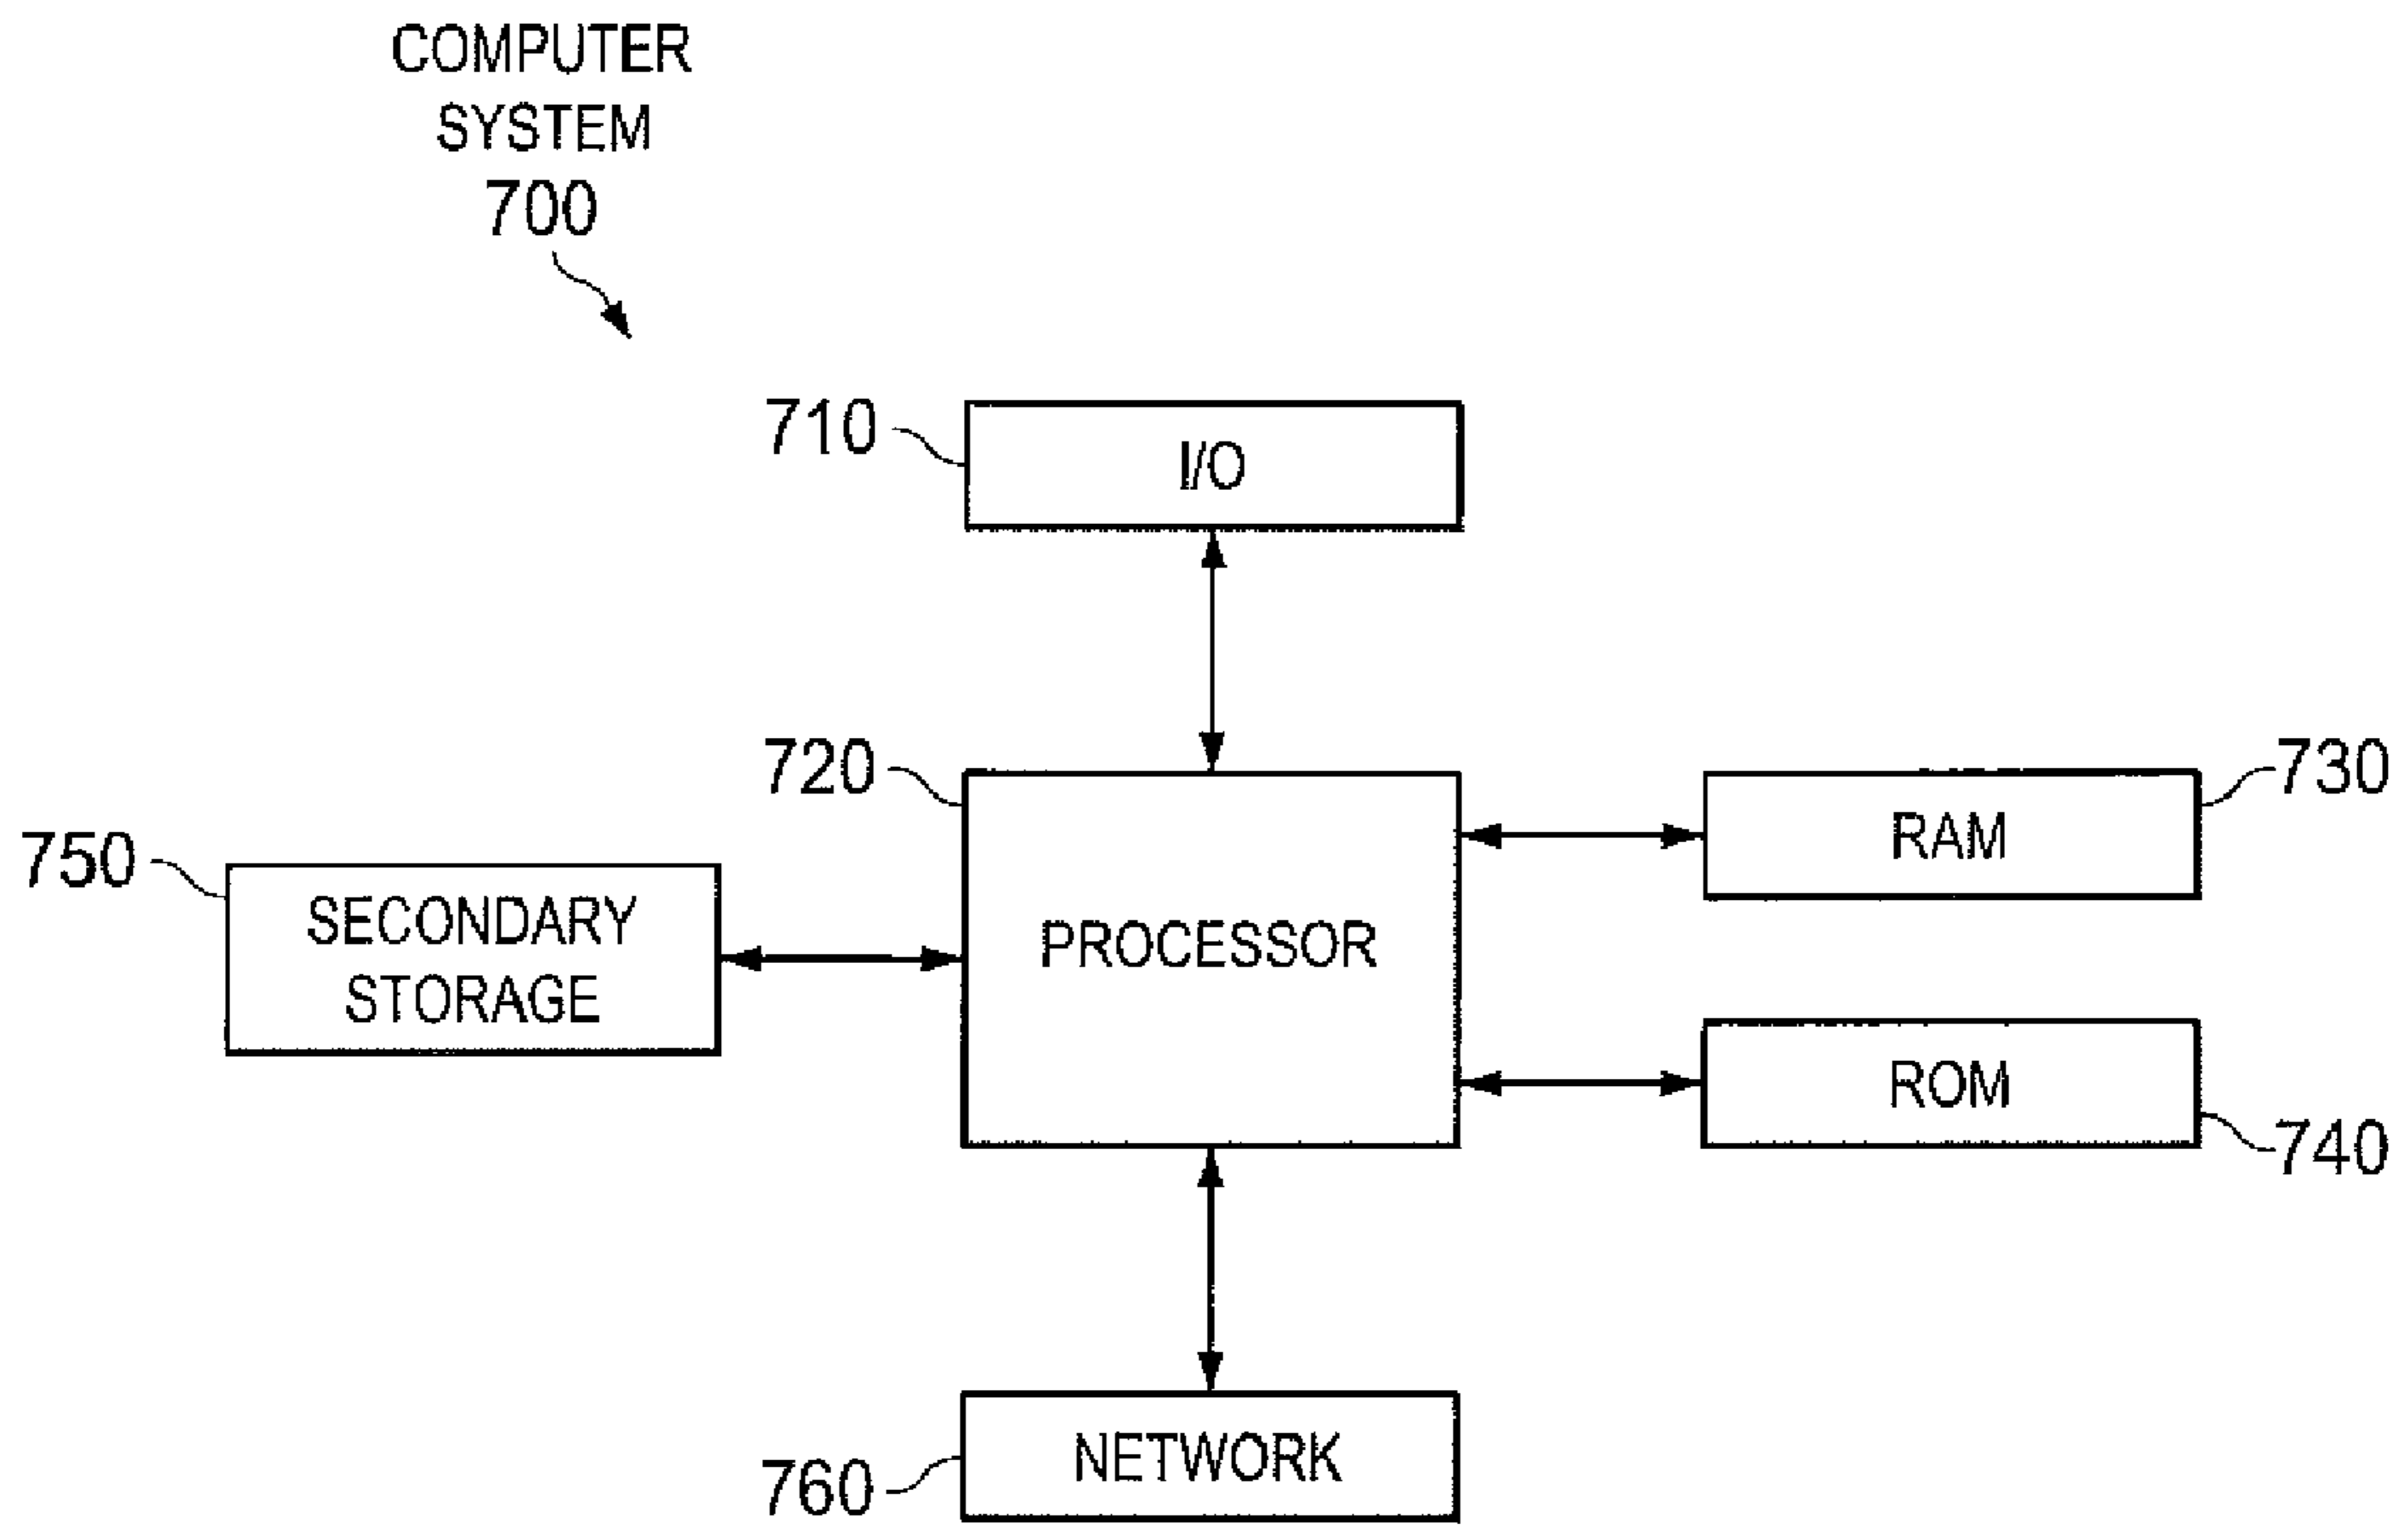 COMPUTER
SYSTEM
700
710
I/O
720
730
RAM
750
SECONDARY
STORAGE
PROCESSOR
ROM
740
NETWORK
760